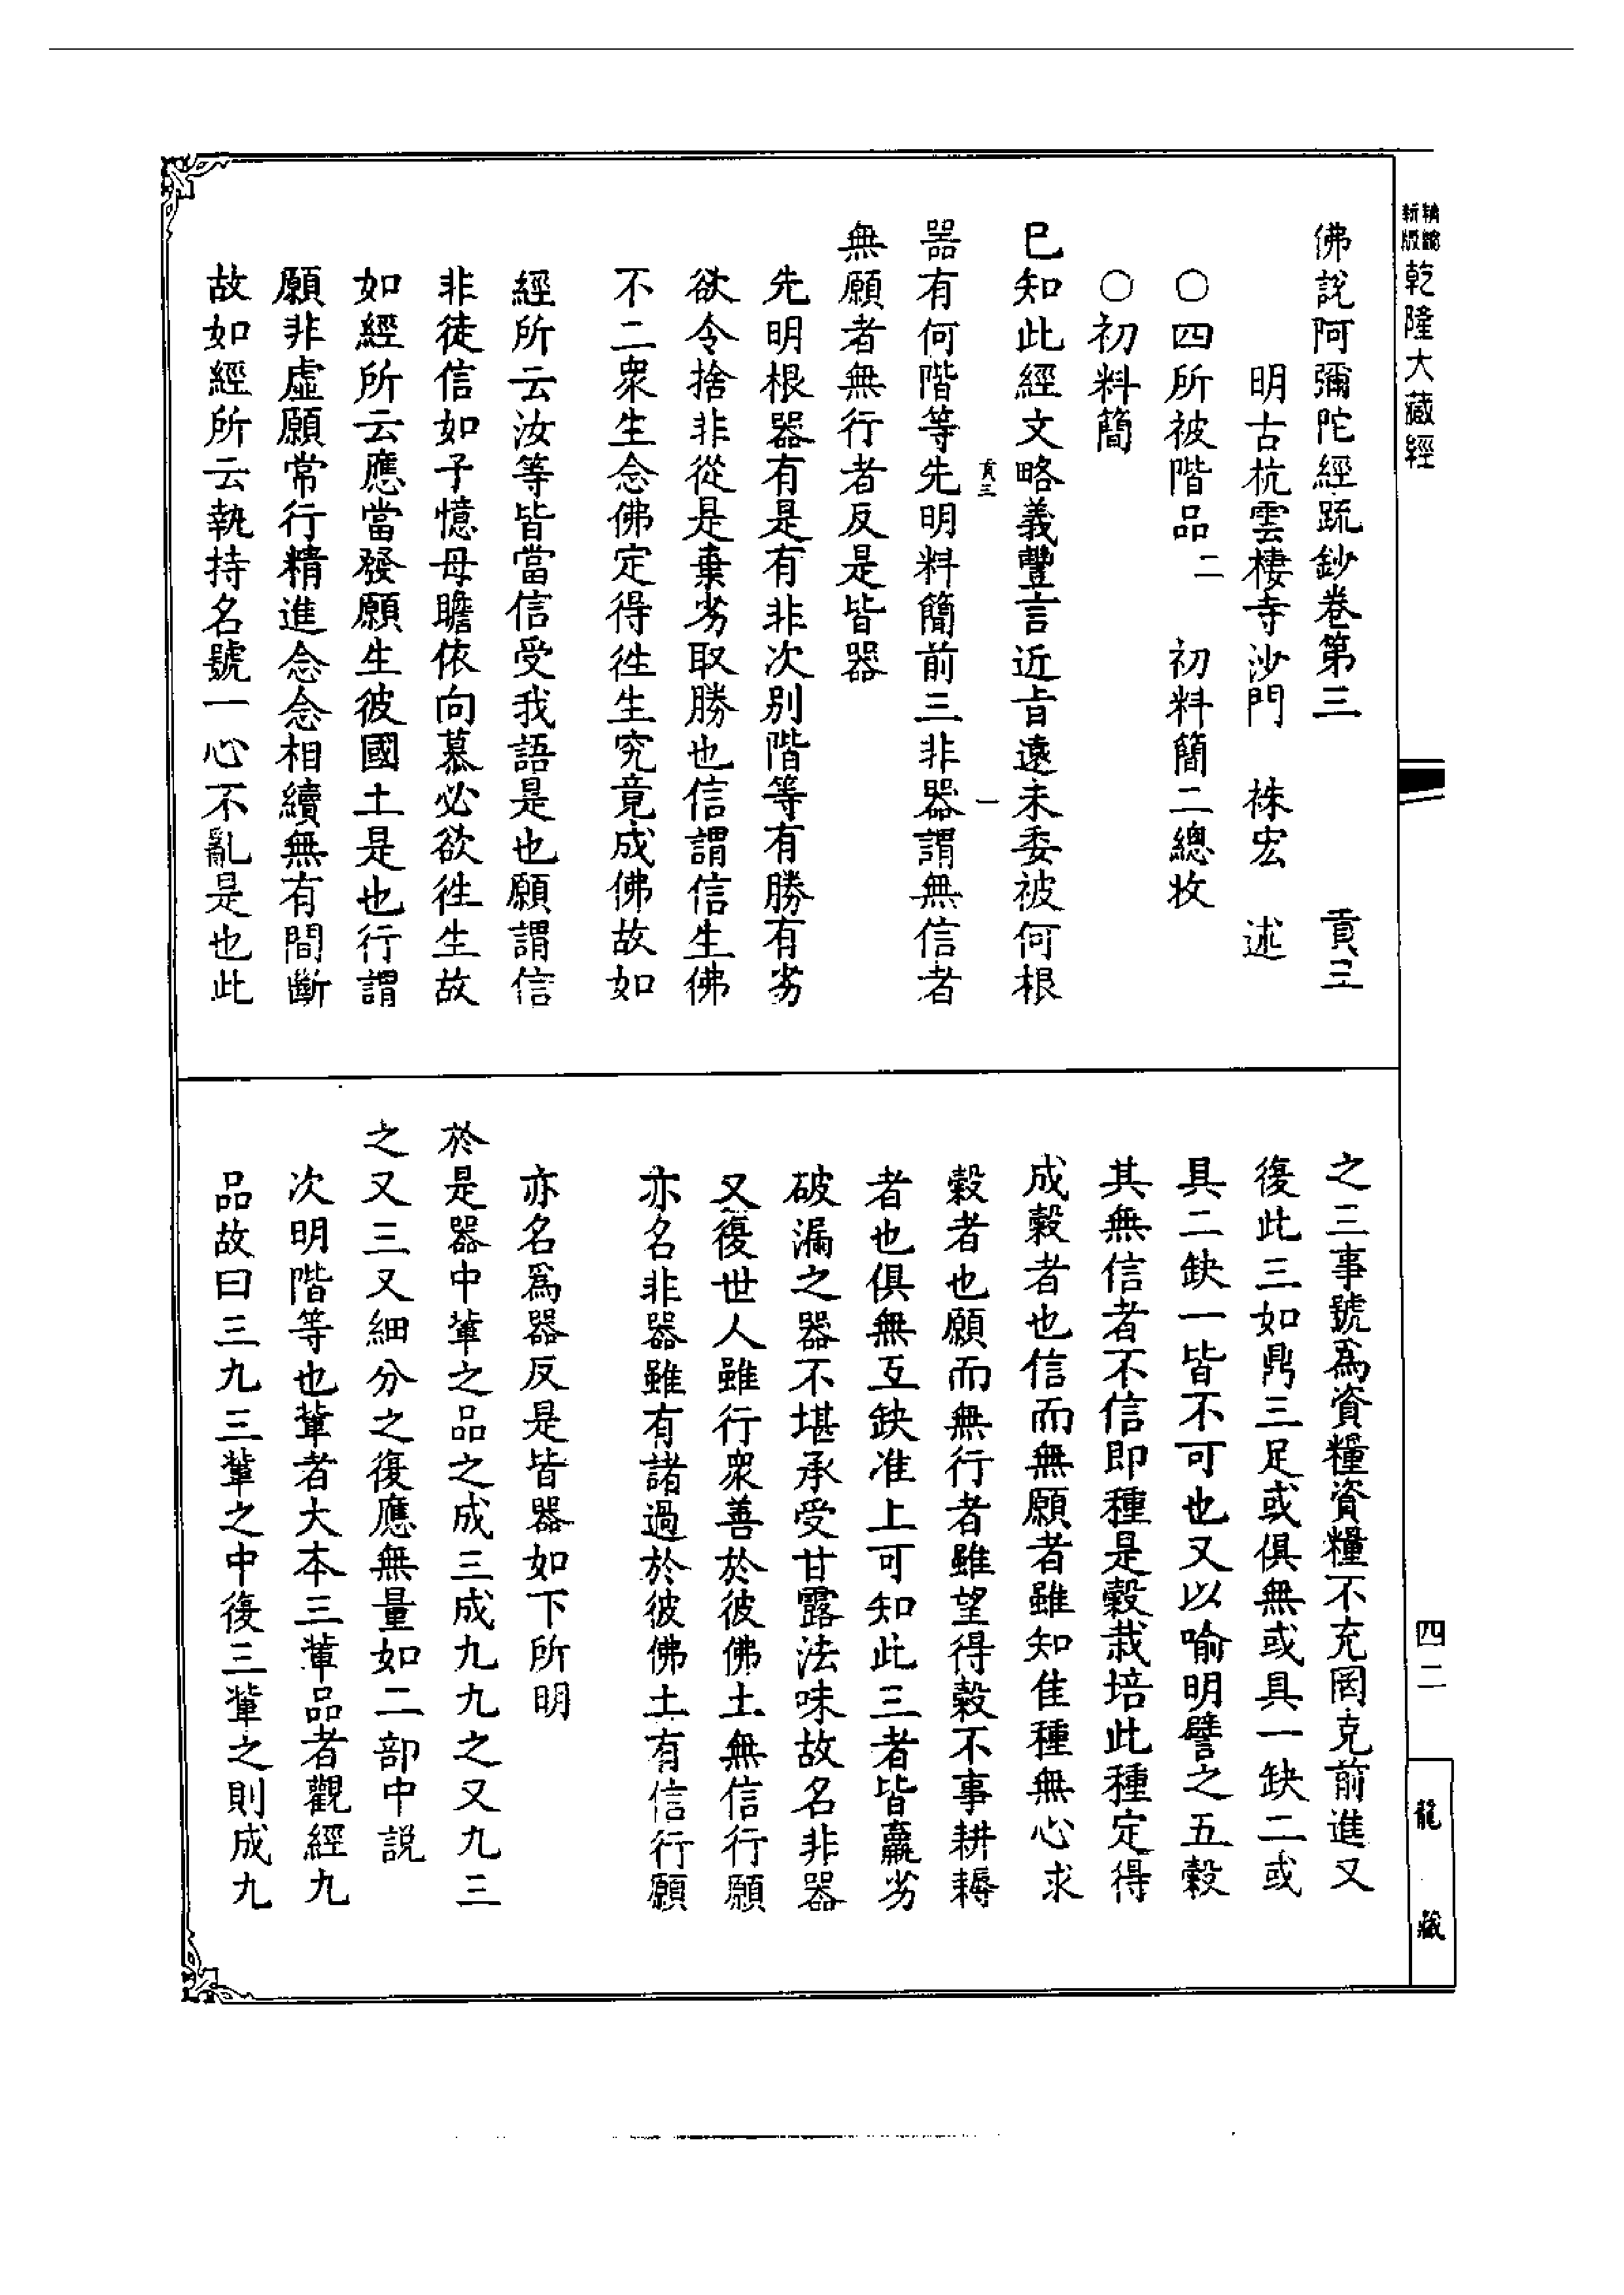 精縮
新版
乾隆大藏經
佛說阿彌陀經疏鈔卷第三 貢三
明古杭雲棲寺沙門 袾宏 述
○四所被階品二 初料簡二總收
○初料簡
已知此經文略義豐言近旨遠未委被何根
貢三 一
器有何階等先明料簡前三非器謂無信者
無願者無行者反是皆器
先明根器有是有非次別階等有勝有劣
欲令捨非從是棄劣取勝也信謂信生佛
不二衆生念佛定得徃生究竟成佛故如
經所云汝等皆當信受我語是也願謂信
非徒信如子憶母瞻依向慕必欲徃生故
如經所云應當發願生彼國土是也行謂
願非虛願常行精進念念相續無有間斷
故如經所云執持名號一心不亂是也此
之三事號爲資糧資糧不充罔克前進又
復此三如鼎三足或俱無或具一缺二或
具二缺一皆不可也又以喻明譬之五穀
其無信者不信即種是穀栽培此種定得
成穀者也信而無願者雖知佳種無心求
穀者也願而無行者雖望得穀不事耕耨
者也俱無互缺准上可知此三者皆羸劣
破漏之器不堪承受甘露法味故名非器
又復世人雖行衆善於彼佛土無信行願
亦名非器雖有諸過於彼佛土有信行願
亦名爲器反是皆器如下所明
於是器中輩之品之成三成九九之又九三
之又三又細分之復應無量如二部中說
次明階等也輩者大本三輩品者觀經九
品故曰三九三輩之中復三輩之則成九
四二
龍藏